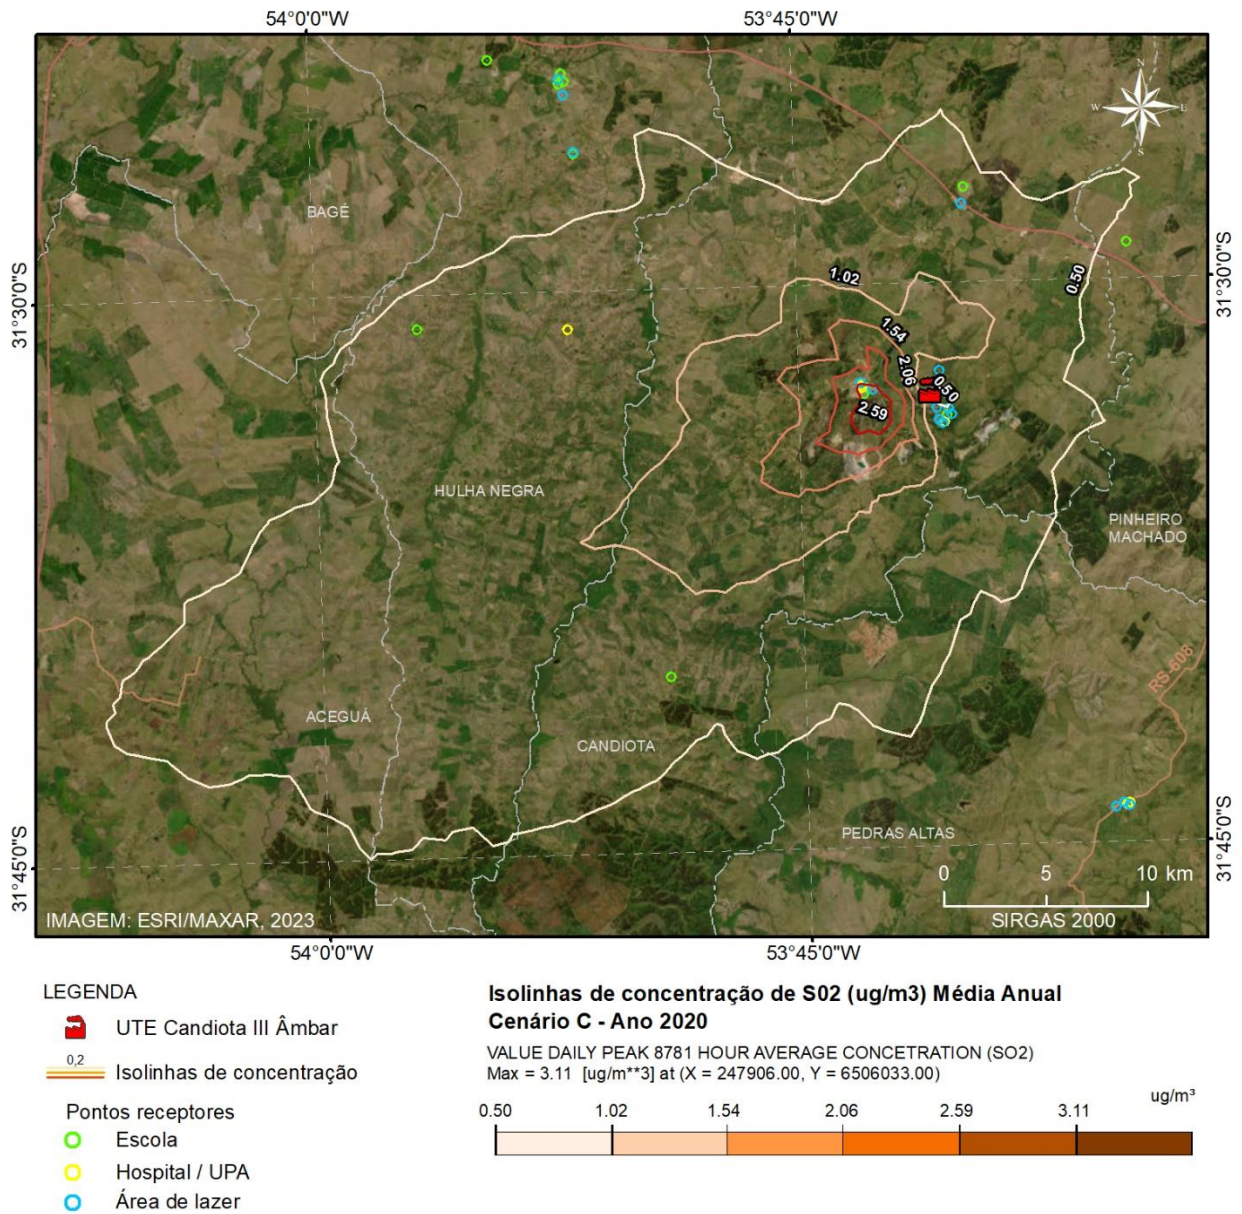 54°0'0"W
53°45'0"W
N
W
E
S
BAGÉ
31°30'0"S
31°30'0"S
0.50
1.02
1.54
2.06
0.50
2.59
HULHA NEGRA
PINHEIRO
MACHADO
RS-608
ACEGUÁ
CANDIOTA
PEDRAS ALTAS
31°45'0"S
31°45'0"S
0 5 10 km
IMAGEM: ESRI/MAXAR, 2023
SIRGAS 2000
54°0'0"W
53°45'0"W
LEGENDA
UTE Candiota III Âmbar
0,2
Isolinhas de concentração
Pontos receptores
Escola
Hospital / UPA
Área de lazer
Isolinhas de concentração de S02 (ug/m3) Média Anual
Cenário C - Ano 2020
VALUE DAILY PEAK 8781 HOUR AVERAGE CONCETRATION (SO2)
Max = 3.11 [ug/m**3] at (X = 247906.00, Y = 6506033.00)
ug/m³
0.50 1.02 1.54 2.06 2.59 3.11